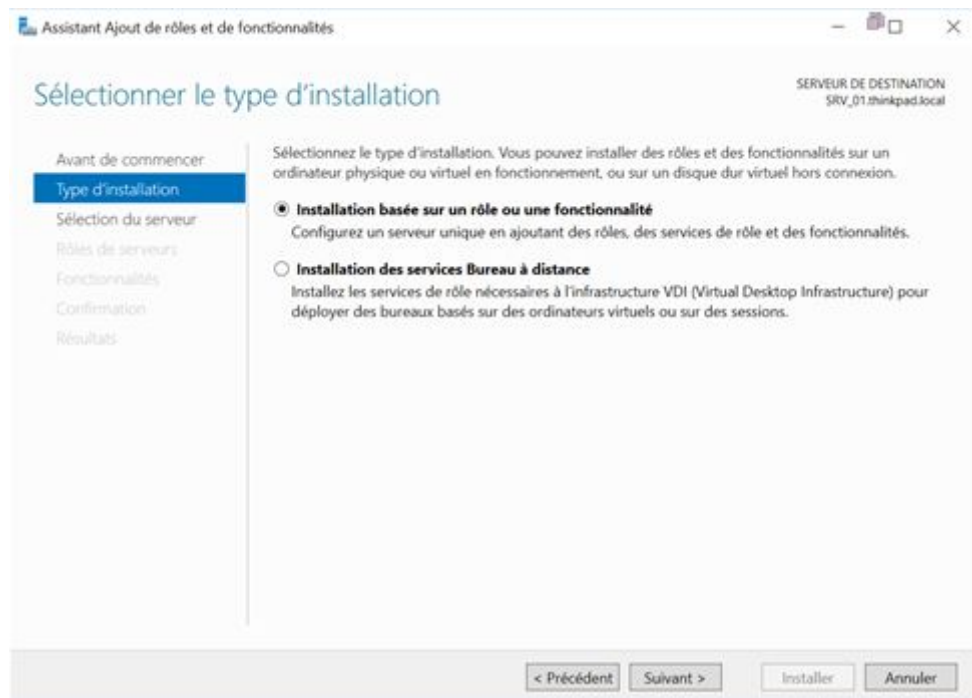 Assistant Ajout de rôles et de fonctionnalités
Sélectionner le type d'installation
SERVEUR DE DESTINATION
SRV_01.thinkpad.local
Avant de commencer
Type d'installation
Sélection du serveur
Rôles de serveurs
Fonctionnalités
Confirmation
Résultats
Sélectionnez le type d'installation. Vous pouvez installer des rôles et des fonctionnalités sur un
ordinateur physique ou virtuel en fonctionnement, ou sur un disque dur virtuel hors connexion.
Installation basée sur un rôle ou une fonctionnalité
Configurez un serveur unique en ajoutant des rôles, des services de rôle et des fonctionnalités.
Installation des services Bureau à distance
Installez les services de rôle nécessaires à l'infrastructure VDI (Virtual Desktop Infrastructure) pour
déployer des bureaux basés sur des ordinateurs virtuels ou sur des sessions.
< Précédent
Suivant >
Installer
Annuler